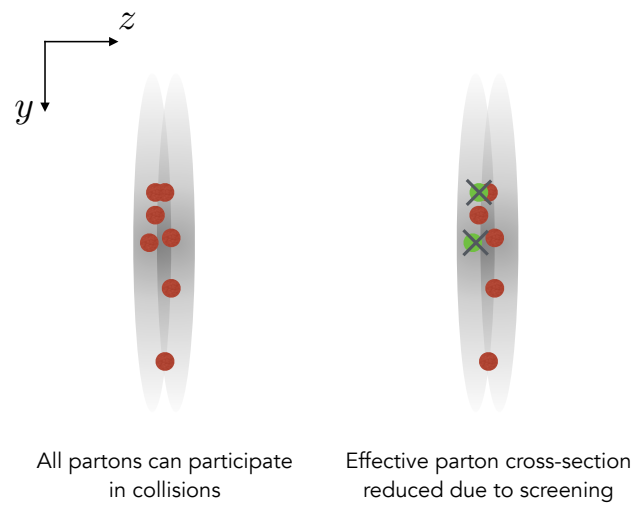 z
y
All partons can participate
in collisions
Effective parton cross-section
reduced due to screening